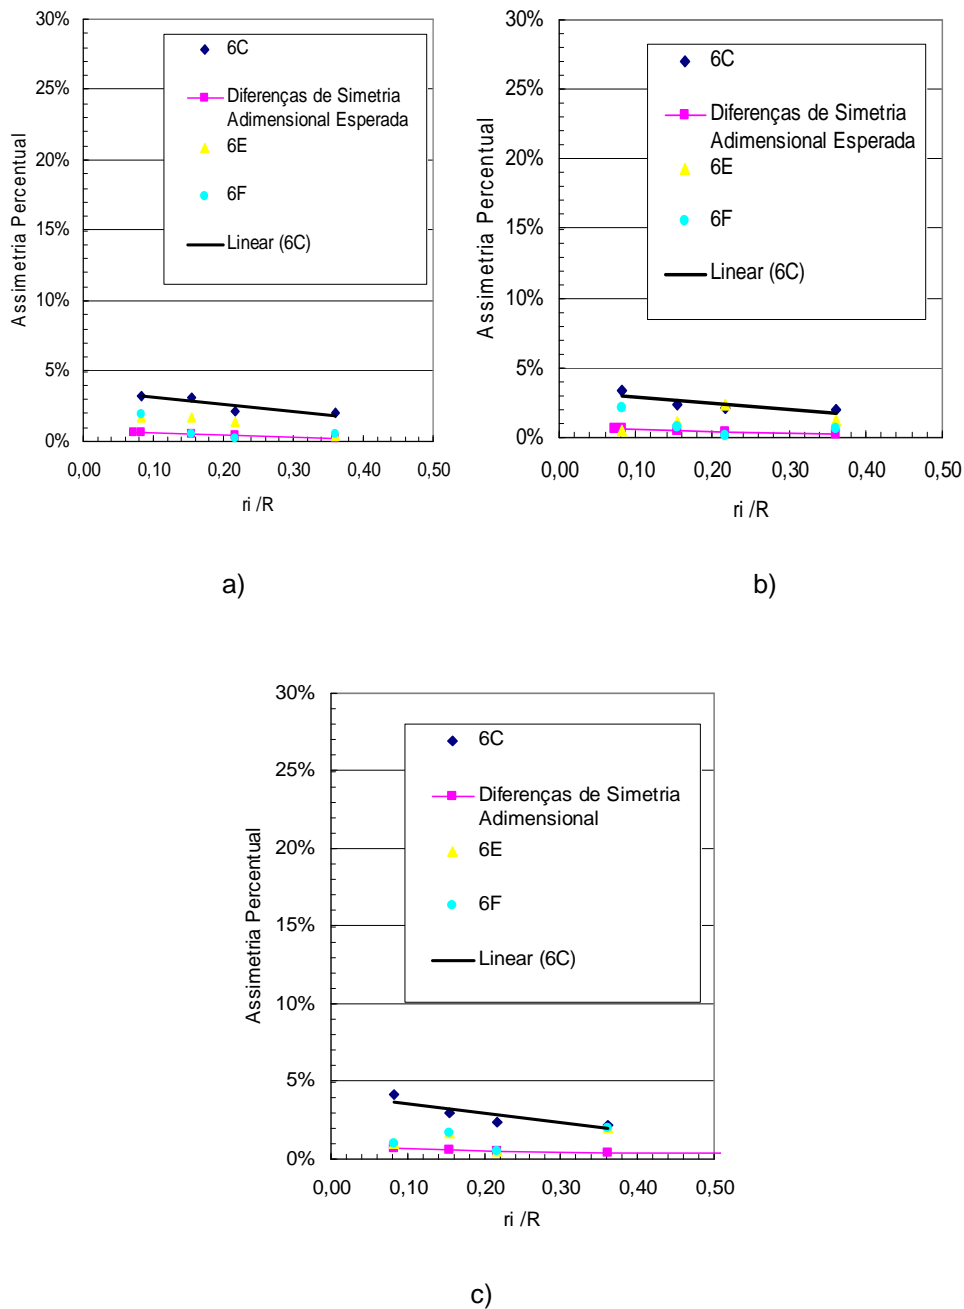 30%
25%
20%
15%
10%
5%
0%
Assimetria Percentual
6C
Diferenças de Simetria
Adimensional Esperada
6E
6F
Linear (6C)
0,00 0,10 0,20 0,30 0,40 0,50
ri /R
a)
30%
25%
20%
15%
10%
5%
0%
Assimetria Percentual
6C
Diferenças de Simetria
Adimensional Esperada
6E
6F
Linear (6C)
0,00 0,10 0,20 0,30 0,40 0,50
ri /R
b)
30%
25%
20%
15%
10%
5%
0%
Assimetria Percentual
6C
Diferenças de Simetria
Adimensional
6E
6F
Linear (6C)
0,00 0,10 0,20 0,30 0,40 0,50
ri /R
c)